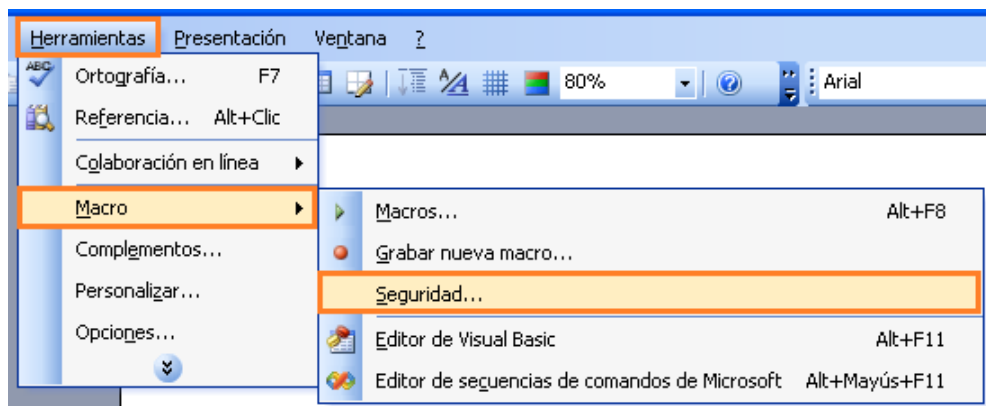 Herramientas Presentación Ventana ?
80% Arial
ABC Ortografía... F7
Referencia... Alt+Clic
Colaboración en línea
Macro
Complementos...
Personalizar...
Opciones...
Macros... Alt+F8
Grabar nueva macro...
Seguridad...
Editor de Visual Basic Alt+F11
Editor de secuencias de comandos de Microsoft Alt+Mayús+F11